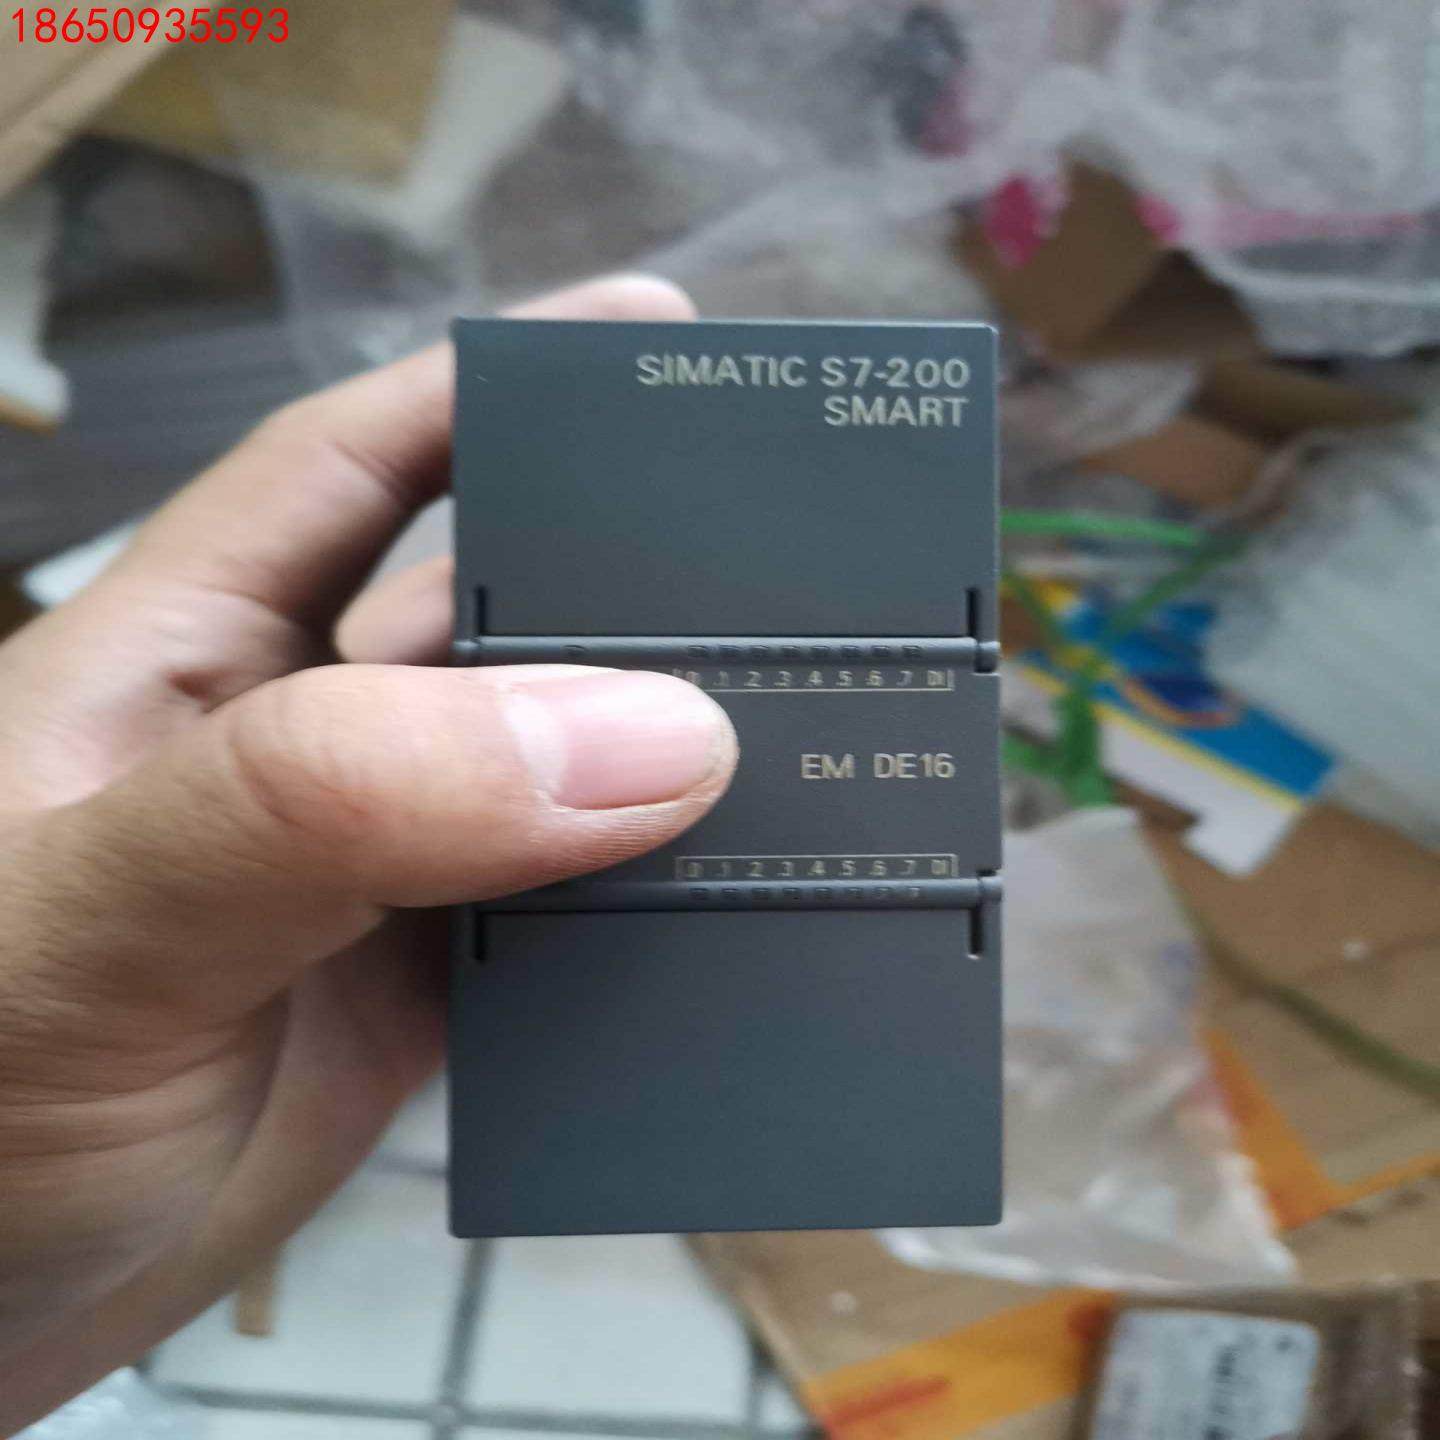 18650935593
SIMATIC S7-200
SMART
.0 .1 .2 .3 .4 .5 .6 .7 DI
EM DE16
.0 .1 .2 .3 .4 .5 .6 .7 DI